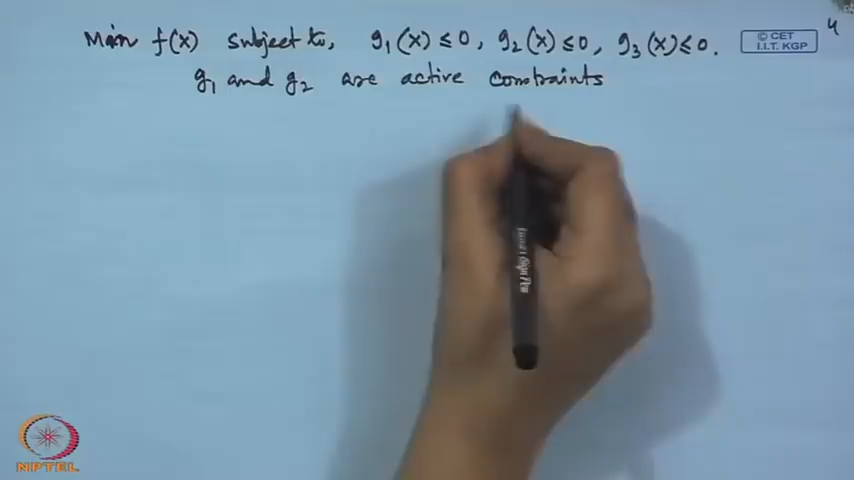 Min f(x) subject to, g₁(x) ≤ 0, g₂(x) ≤ 0, g₃(x) ≤ 0.
g₁ and g₂ are active constraints
© CET
I.I.T. KGP
4
NPTEL